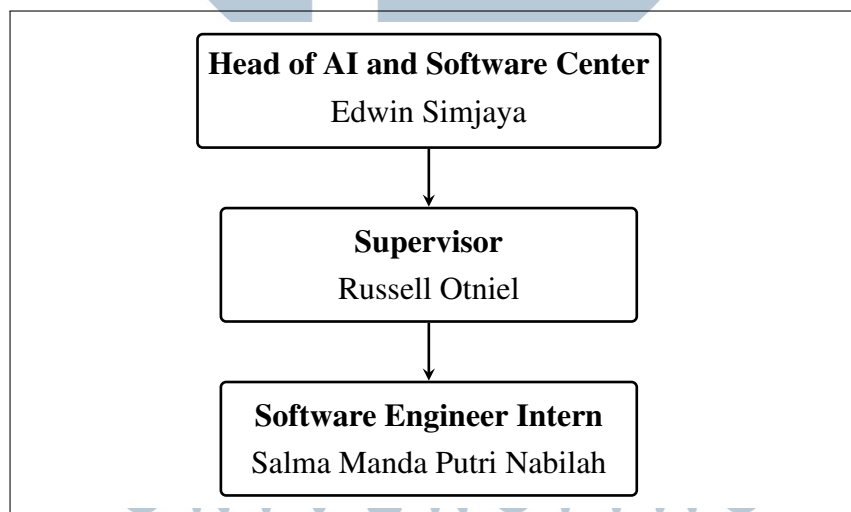 Head of AI and Software Center
Edwin Simjaya
Supervisor
Russell Otniel
Software Engineer Intern
Salma Manda Putri Nabilah